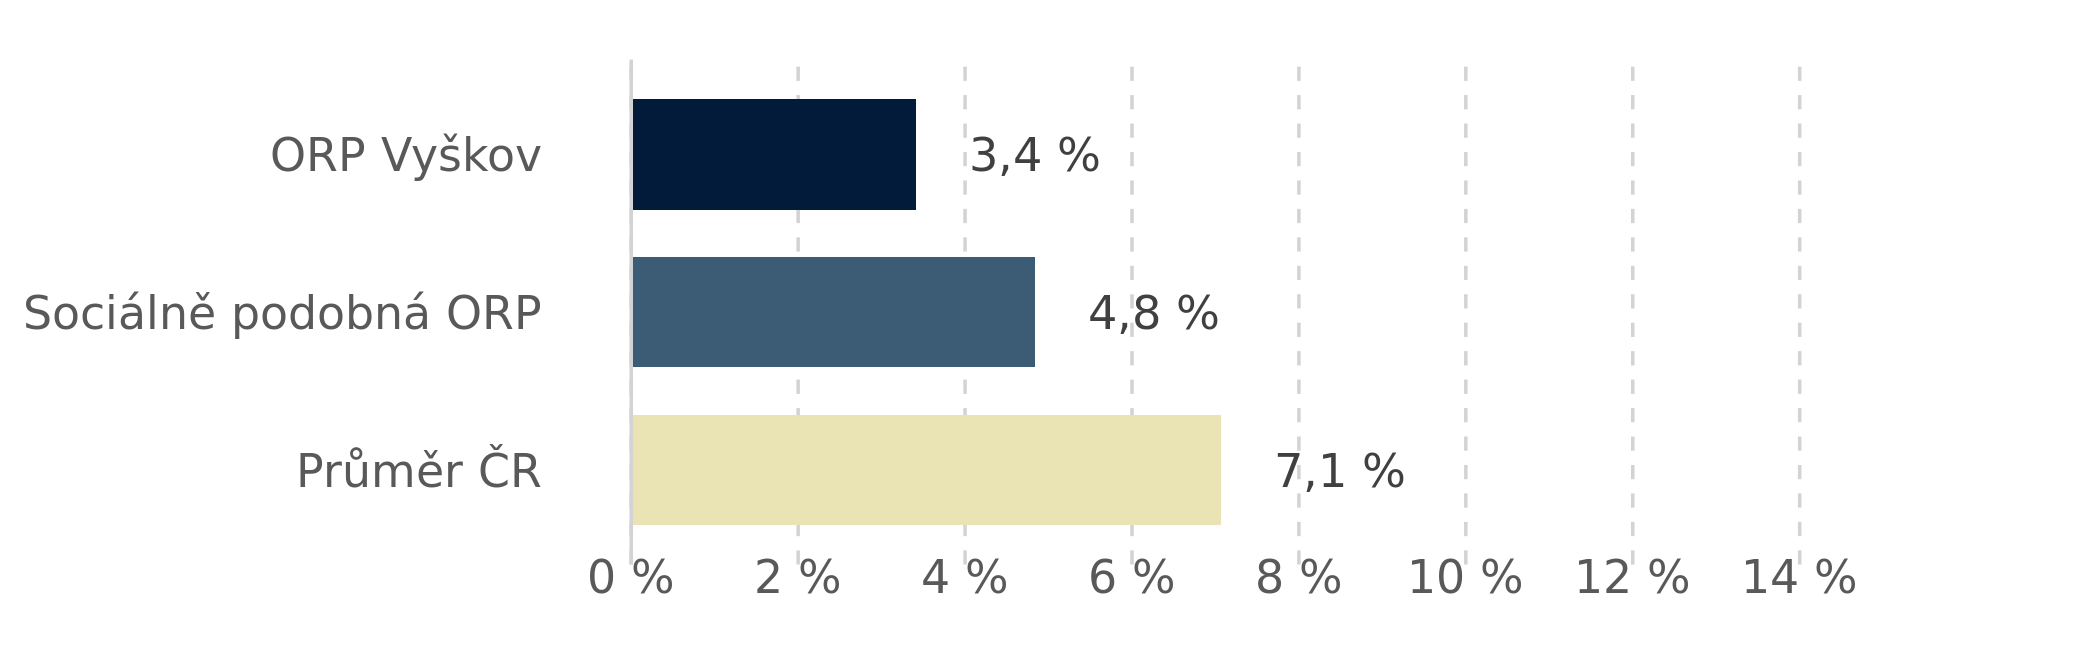 ORP Vyškov 3,4 %
Sociálně podobná ORP 4,8 %
Průměr ČR 7,1 %
0 % 2 % 4 % 6 % 8 % 10 % 12 % 14 %